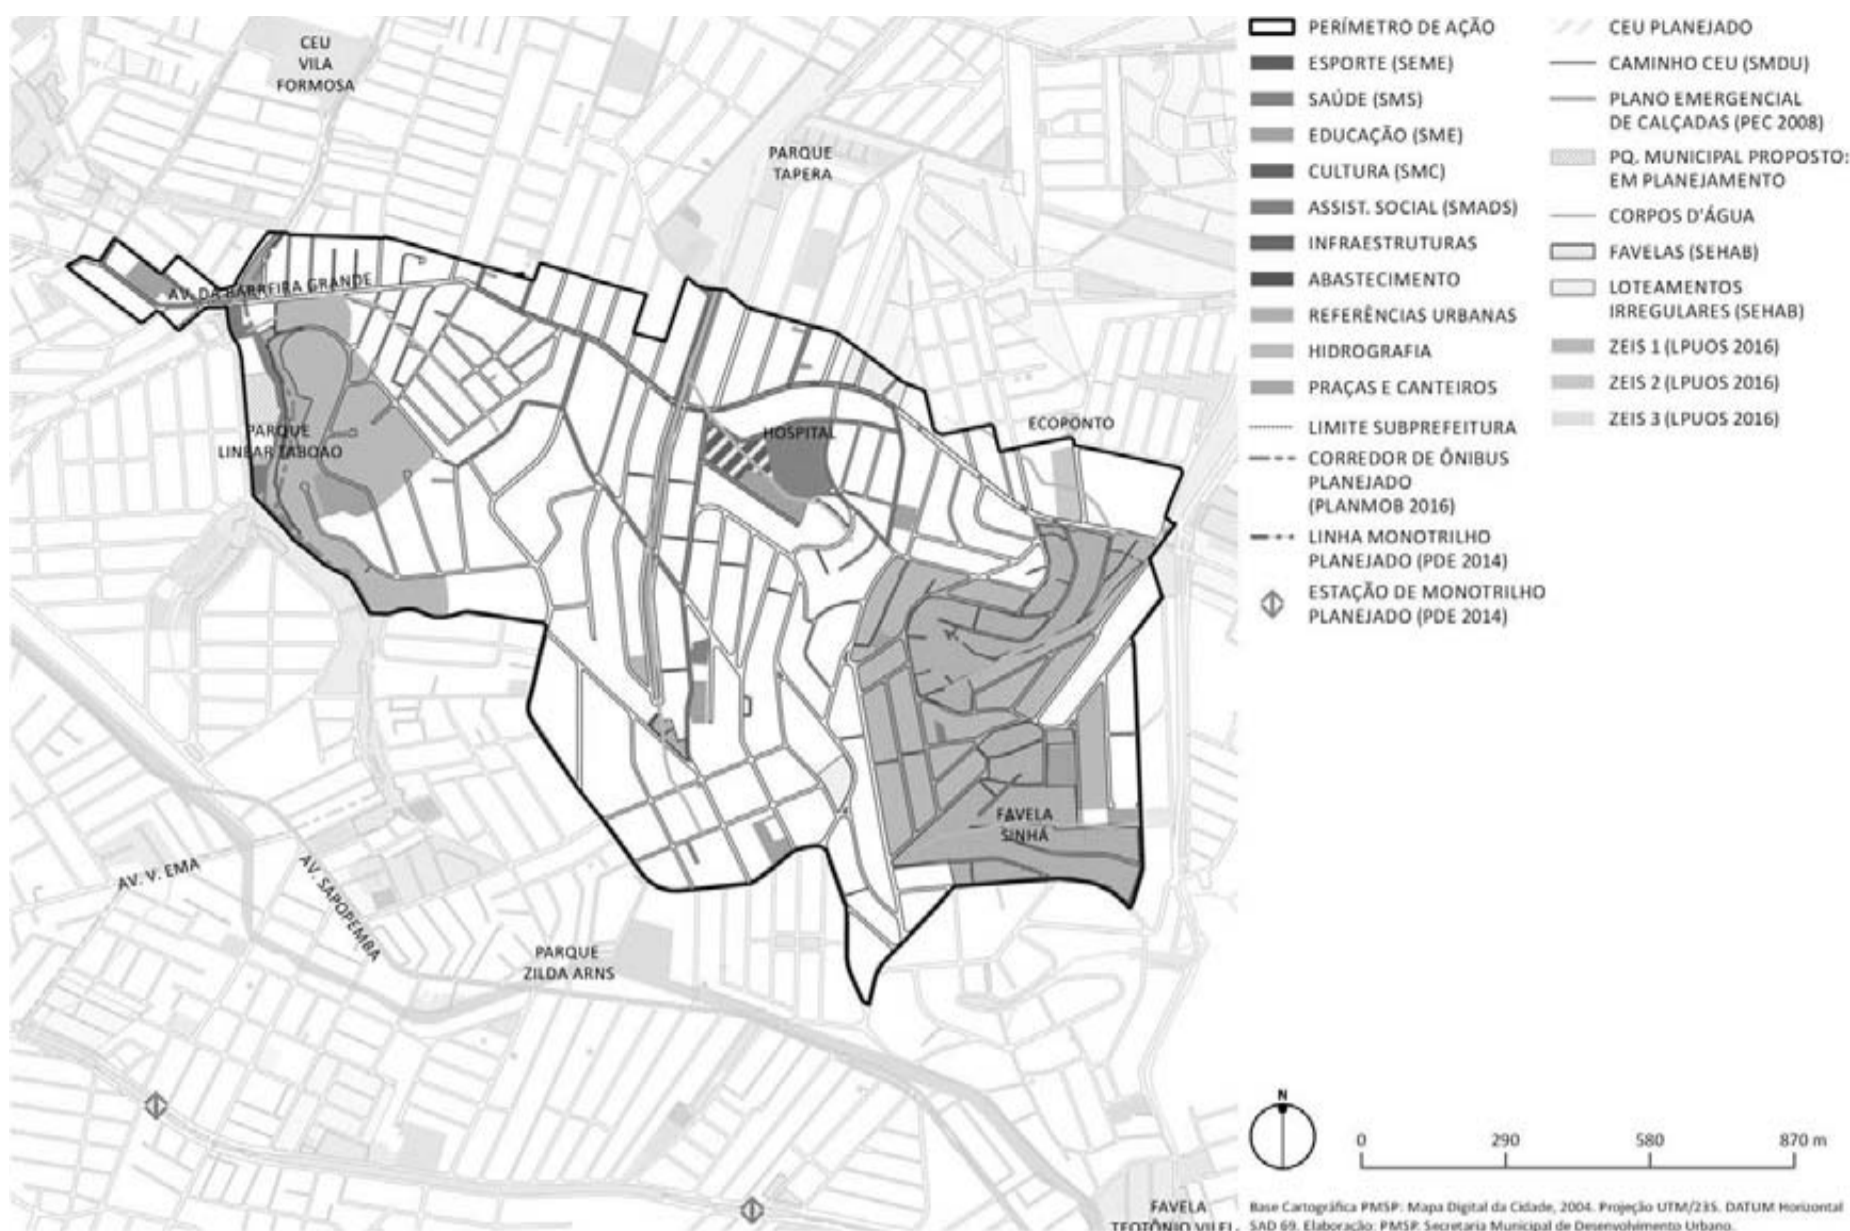 CEU
VILA
FORMOSA
PARQUE
TAPERA
AV. DA BARREIRA GRANDE
PARQUE
LINEAR TABOÃO
HOSPITAL
ECOPONTO
FAVELA
SINHÁ
AV. V. EMA
AV. SAPOPEMBA
PARQUE
ZILDA ARNS
FAVELA
TEOTÔNIO VILEL
PERÍMETRO DE AÇÃO
ESPORTE (SEME)
SAÚDE (SMS)
EDUCAÇÃO (SME)
CULTURA (SMC)
ASSIST. SOCIAL (SMADS)
INFRAESTRUTURAS
ABASTECIMENTO
REFERÊNCIAS URBANAS
HIDROGRAFIA
PRAÇAS E CANTEIROS
LIMITE SUBPREFEITURA
CORREDOR DE ÔNIBUS
PLANEJADO
(PLANMOB 2016)
LINHA MONOTRILHO
PLANEJADO (PDE 2014)
ESTAÇÃO DE MONOTRILHO
PLANEJADO (PDE 2014)
CEU PLANEJADO
CAMINHO CEU (SMDU)
PLANO EMERGENCIAL
DE CALÇADAS (PEC 2008)
PQ. MUNICIPAL PROPOSTO:
EM PLANEJAMENTO
CORPOS D'ÁGUA
FAVELAS (SEHAB)
LOTEAMENTOS
IRREGULARES (SEHAB)
ZEIS 1 (LPUOS 2016)
ZEIS 2 (LPUOS 2016)
ZEIS 3 (LPUOS 2016)
N
0 290 580 870 m
Base Cartográfica PMSP: Mapa Digital da Cidade, 2004. Projeção UTM/23S. DATUM Horizontal
SAD 69. Elaboração: PMSP. Secretaria Municipal de Desenvolvimento Urbano.